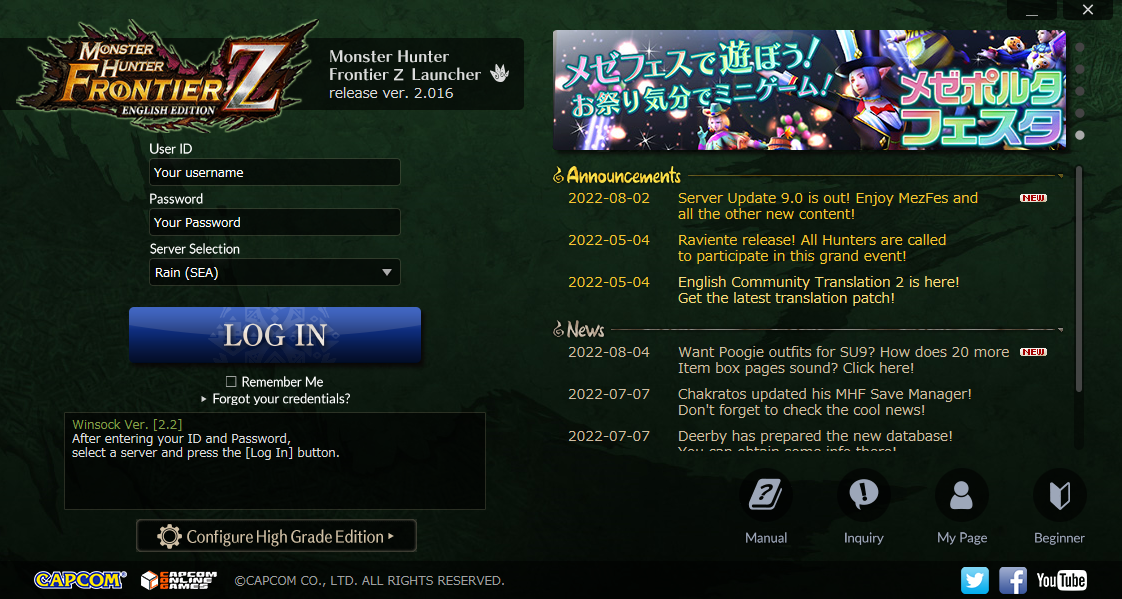 MONSTER
HUNTER
FRONTIER Z
ENGLISH EDITION
Monster Hunter
Frontier Z Launcher
release ver. 2.016
User ID
Your username
Password
Your Password
Server Selection
Rain (SEA)
LOG IN
Remember Me
Forgot your credentials?
Winsock Ver. [2.2]
After entering your ID and Password,
select a server and press the [Log In] button.
Configure High Grade Edition
メゼフェスで遊ぼう!
お祭り気分でミニゲーム!
メゼポルタ
フェスタ
Announcements
2022-08-02 Server Update 9.0 is out! Enjoy MezFes and NEW
all the other new content!
2022-05-04 Raviente release! All Hunters are called
to participate in this grand event!
2022-05-04 English Community Translation 2 is here!
Get the latest translation patch!
News
2022-08-04 Want Poogie outfits for SU9? How does 20 more NEW
Item box pages sound? Click here!
2022-07-07 Chakratos updated his MHF Save Manager!
Don't forget to check the cool news!
2022-07-07 Deerby has prepared the new database!
You can obtain some info there!
Manual Inquiry My Page Beginner
CAPCOM CAPCOM ONLINE GAMES ©CAPCOM CO., LTD. ALL RIGHTS RESERVED. YouTube